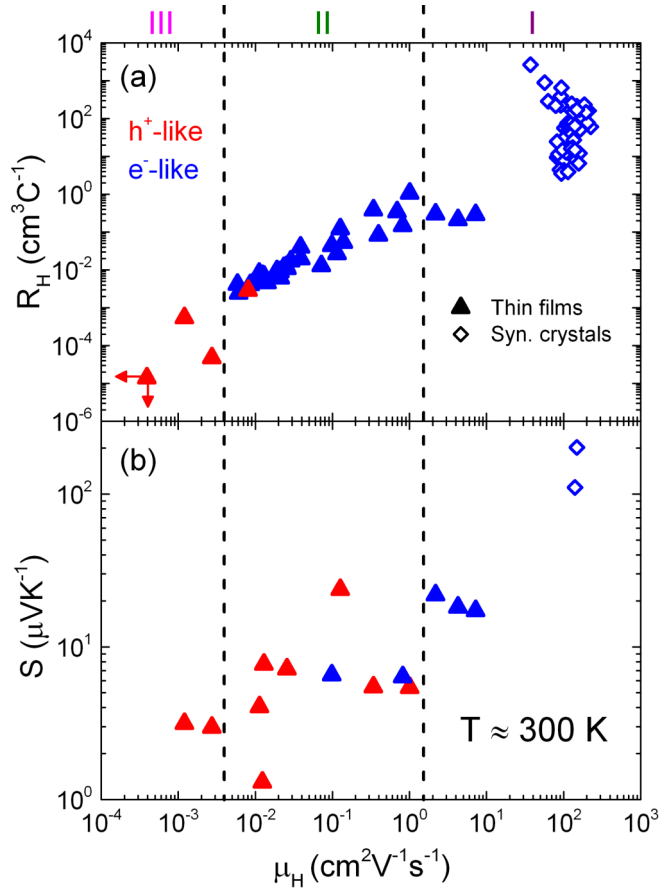 III II I
(a)
h⁺-like
e⁻-like
Thin films
Syn. crystals
R_H (cm³C⁻¹)
10⁴
10²
10⁰
10⁻²
10⁻⁴
10⁻⁶
(b)
T ≈ 300 K
S (μVK⁻¹)
10²
10¹
10⁰
10⁻⁴ 10⁻³ 10⁻² 10⁻¹ 10⁰ 10¹ 10² 10³
μ_H (cm²V⁻¹s⁻¹)